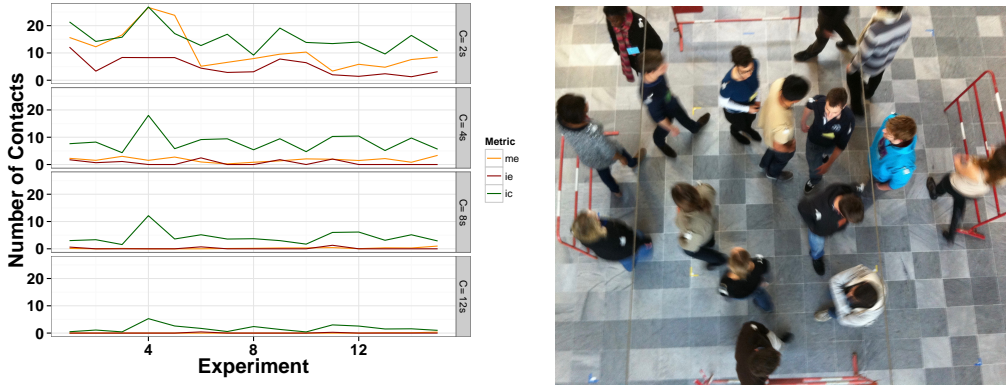 Number of Contacts
20
10
0
C= 2s
20
10
0
C= 4s
20
10
0
C= 8s
20
10
0
C= 12s
4
8
12
Experiment
Metric
me
ie
ic